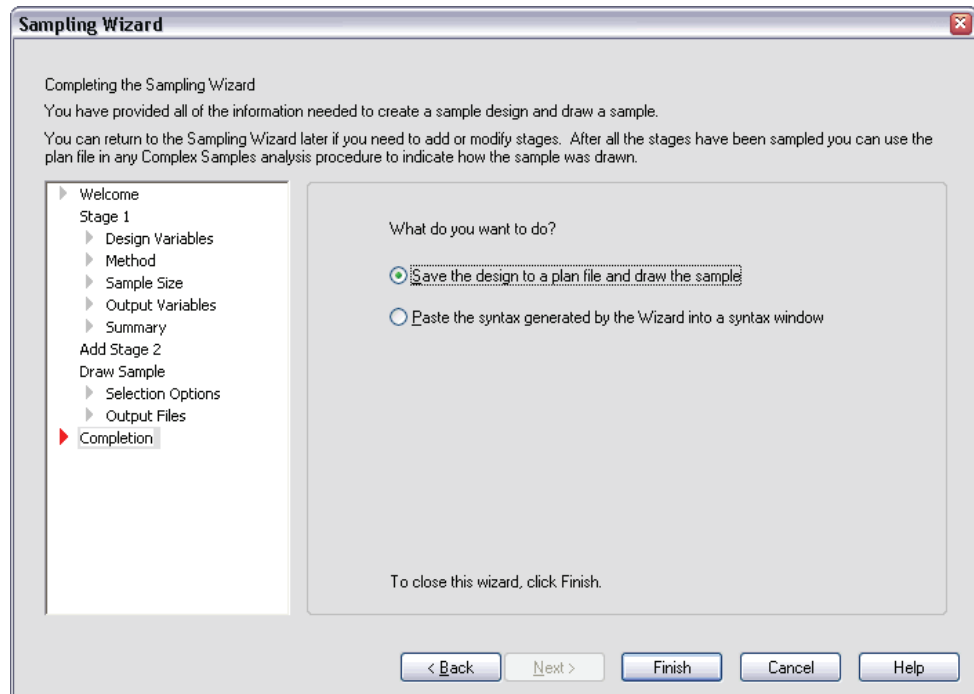 Sampling Wizard
Completing the Sampling Wizard
You have provided all of the information needed to create a sample design and draw a sample.
You can return to the Sampling Wizard later if you need to add or modify stages. After all the stages have been sampled you can use the
plan file in any Complex Samples analysis procedure to indicate how the sample was drawn.
Welcome
Stage 1
Design Variables
Method
Sample Size
Output Variables
Summary
Add Stage 2
Draw Sample
Selection Options
Output Files
Completion
What do you want to do?
Save the design to a plan file and draw the sample
Paste the syntax generated by the Wizard into a syntax window
To close this wizard, click Finish.
< Back
Next >
Finish
Cancel
Help